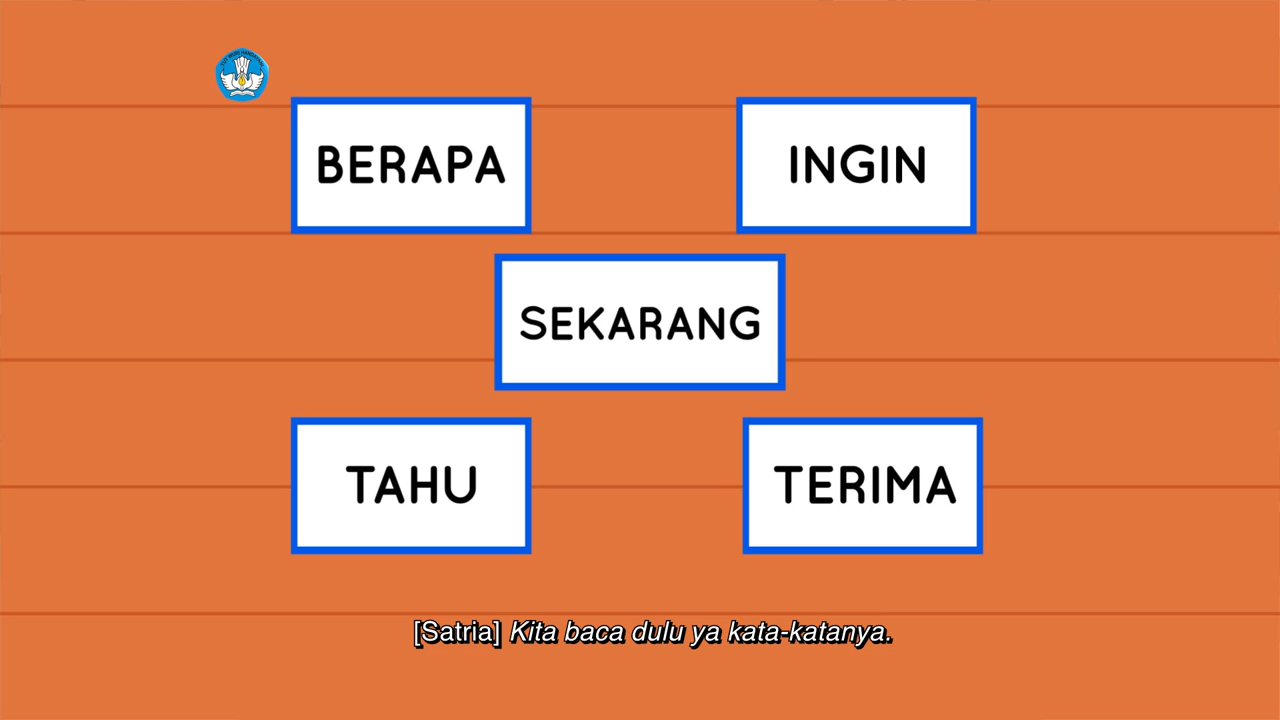 BERAPA
INGIN
SEKARANG
TAHU
TERIMA
[Satria] Kita baca dulu ya kata-katanya.